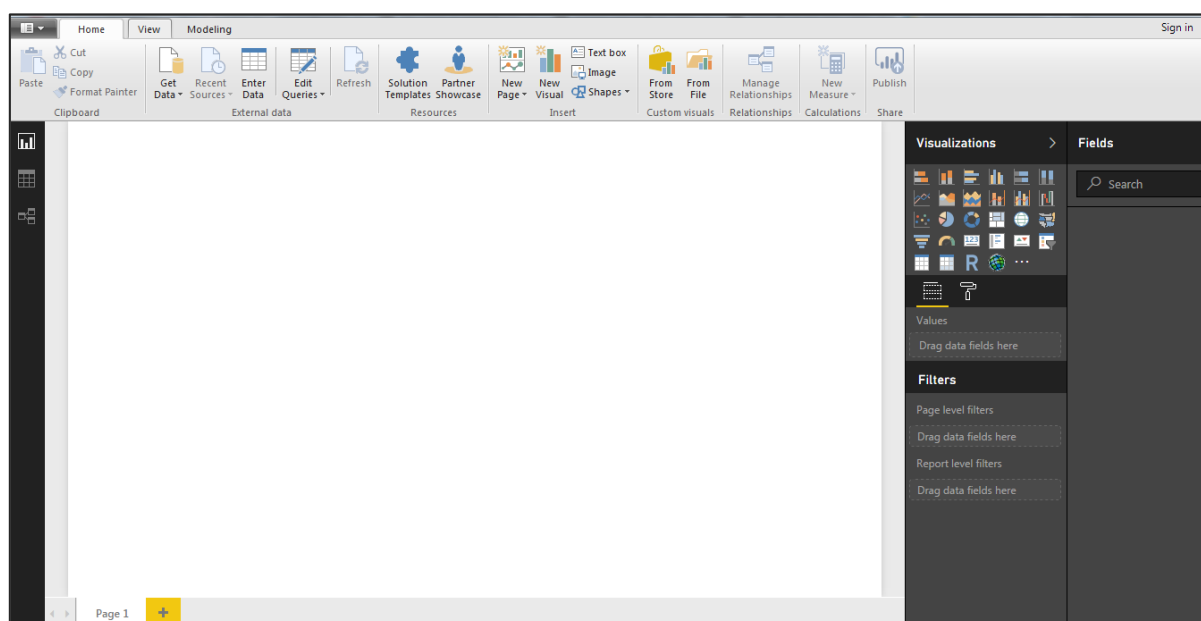 Home View Modeling Sign in
Paste
Cut
Copy
Format Painter
Clipboard
Get Data
Recent Sources
Enter Data
Edit Queries
Refresh
External data
Solution Templates
Partner Showcase
Resources
New Page
New Visual
Text box
Image
Shapes
Insert
From Store
From File
Custom visuals
Manage Relationships
Relationships
New Measure
Calculations
Publish
Share
Visualizations
123
R
Values
Drag data fields here
Filters
Page level filters
Drag data fields here
Report level filters
Drag data fields here
Fields
Search
Page 1